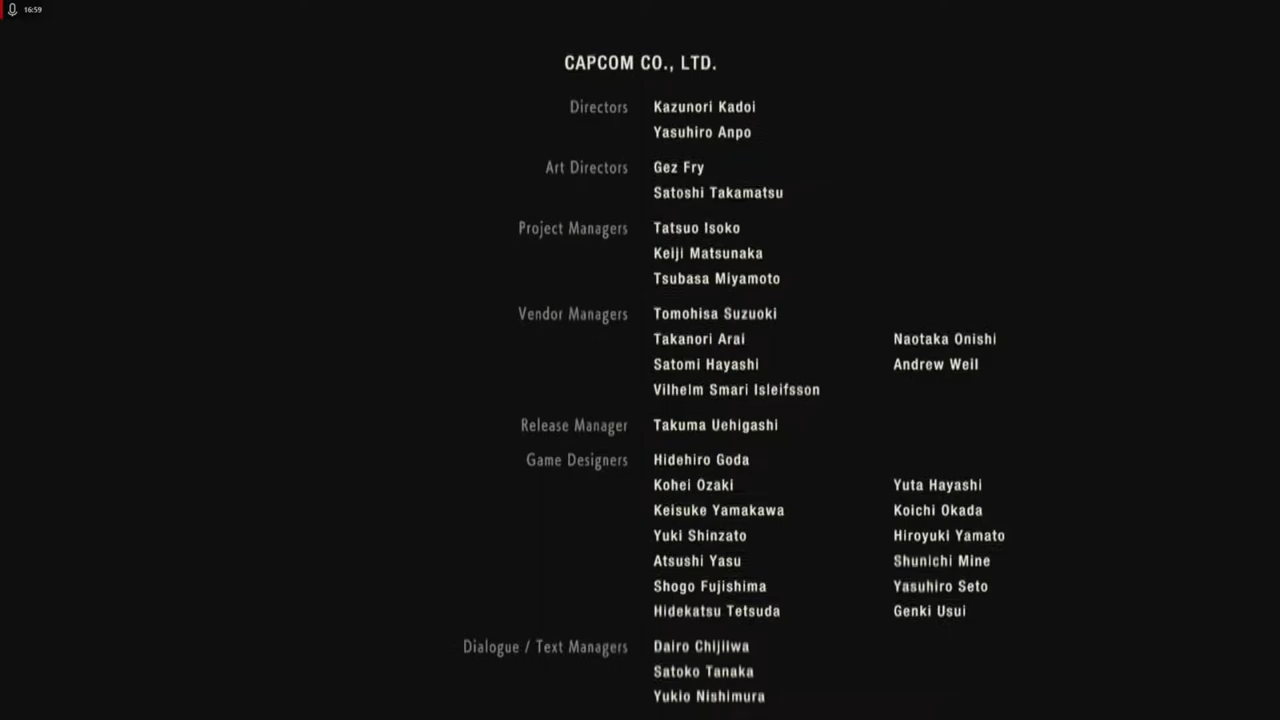 16:59
CAPCOM CO., LTD.
Directors Kazunori Kadoi
Yasuhiro Anpo
Art Directors Gez Fry
Satoshi Takamatsu
Project Managers Tatsuo Isoko
Keiji Matsunaka
Tsubasa Miyamoto
Vendor Managers Tomohisa Suzuoki
Takanori Arai Naotaka Onishi
Satomi Hayashi Andrew Weil
Vilhelm Smari Isleifsson
Release Manager Takuma Uehigashi
Game Designers Hidehiro Goda
Kohei Ozaki Yuta Hayashi
Keisuke Yamakawa Koichi Okada
Yuki Shinzato Hiroyuki Yamato
Atsushi Yasu Shunichi Mine
Shogo Fujishima Yasuhiro Seto
Hidekatsu Tetsuda Genki Usui
Dialogue / Text Managers Dairo Chijiiwa
Satoko Tanaka
Yukio Nishimura